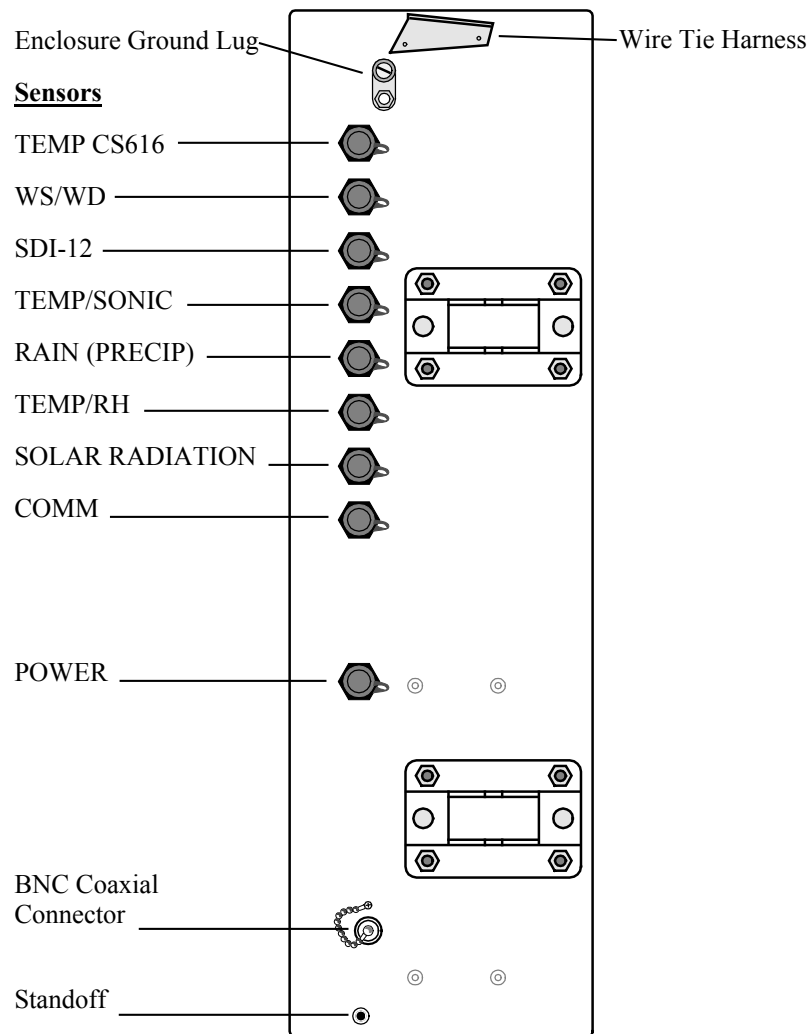 Enclosure Ground Lug
Wire Tie Harness
Sensors
TEMP CS616
WS/WD
SDI-12
TEMP/SONIC
RAIN (PRECIP)
TEMP/RH
SOLAR RADIATION
COMM
POWER
BNC Coaxial
Connector
Standoff